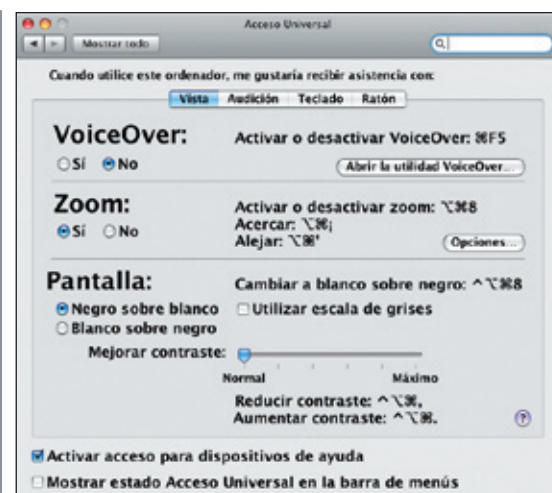 Acceso Universal
Mostrar todo
Cuando utilice este ordenador, me gustaría recibir asistencia con:
Vista Audición Teclado Ratón
VoiceOver: Activar o desactivar VoiceOver: ⌘F5
Sí No Abrir la utilidad VoiceOver...
Zoom: Activar o desactivar zoom: ⌥⌘8
Sí No Acercar: ⌥⌘¡
Alejar: ⌥⌘' Opciones...
Pantalla: Cambiar a blanco sobre negro: ^⌥⌘8
Negro sobre blanco Utilizar escala de grises
Blanco sobre negro
Mejorar contraste:
Normal Máximo
Reducir contraste: ^⌥⌘,
Aumentar contraste: ^⌥⌘.
?
Activar acceso para dispositivos de ayuda
Mostrar estado Acceso Universal en la barra de menús